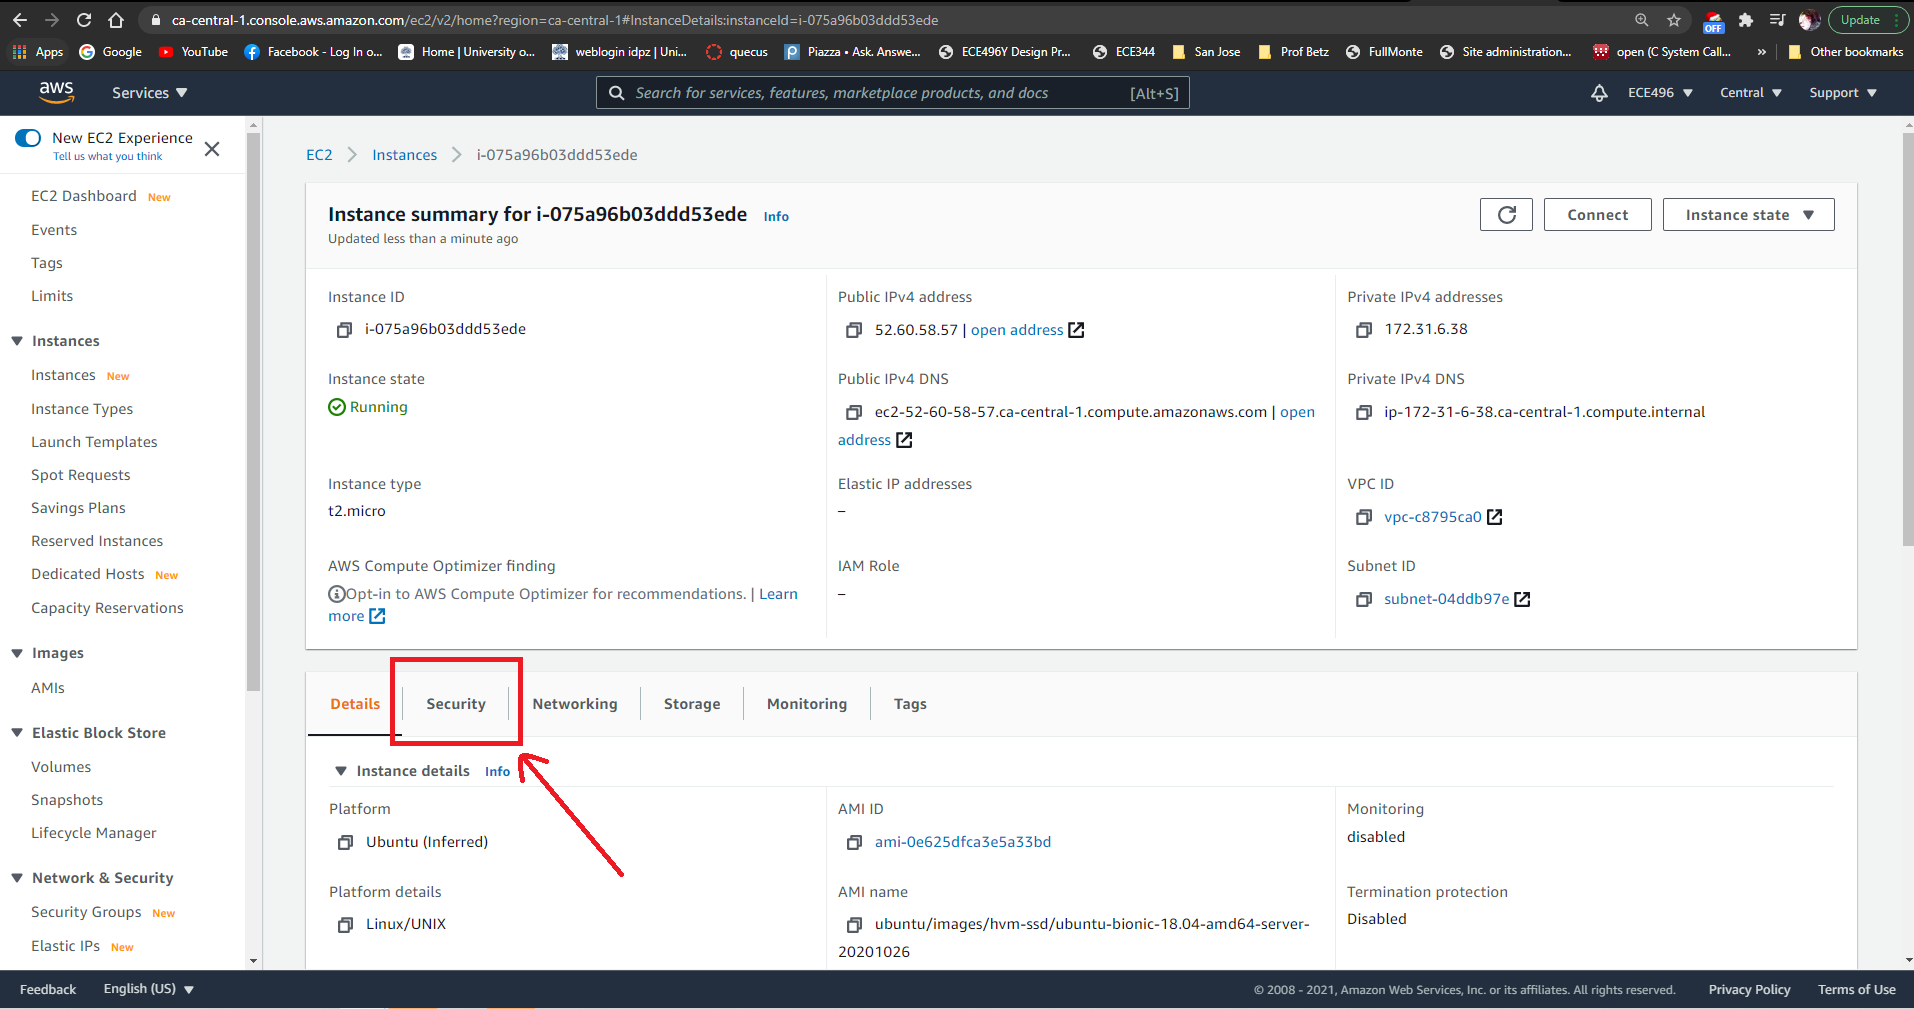 ca-central-1.console.aws.amazon.com/ec2/v2/home?region=ca-central-1#InstanceDetails:instanceId=i-075a96b03ddd53ede
OFF
Update
Apps Google YouTube Facebook - Log In o... Home | University o... weblogin idpz | Uni... quecus Piazza • Ask. Answe... ECE496Y Design Pr... ECE344 San Jose Prof Betz FullMonte Site administration... open (C System Call... » Other bookmarks
aws Services Search for services, features, marketplace products, and docs [Alt+S] ECE496 Central Support
New EC2 Experience
Tell us what you think
EC2 Dashboard New
Events
Tags
Limits
Instances
Instances New
Instance Types
Launch Templates
Spot Requests
Savings Plans
Reserved Instances
Dedicated Hosts New
Capacity Reservations
Images
AMIs
Elastic Block Store
Volumes
Snapshots
Lifecycle Manager
Network & Security
Security Groups New
Elastic IPs New
EC2 > Instances > i-075a96b03ddd53ede
Instance summary for i-075a96b03ddd53ede Info
Updated less than a minute ago
Connect
Instance state
Instance ID
i-075a96b03ddd53ede
Public IPv4 address
52.60.58.57 | open address
Private IPv4 addresses
172.31.6.38
Instance state
Running
Public IPv4 DNS
ec2-52-60-58-57.ca-central-1.compute.amazonaws.com | open
address
Private IPv4 DNS
ip-172-31-6-38.ca-central-1.compute.internal
Instance type
t2.micro
Elastic IP addresses
–
VPC ID
vpc-c8795ca0
AWS Compute Optimizer finding
Opt-in to AWS Compute Optimizer for recommendations. | Learn
more
IAM Role
–
Subnet ID
subnet-04ddb97e
Details Security Networking Storage Monitoring Tags
Instance details Info
Platform
Ubuntu (Inferred)
AMI ID
ami-0e625dfca3e5a33bd
Monitoring
disabled
Platform details
Linux/UNIX
AMI name
ubuntu/images/hvm-ssd/ubuntu-bionic-18.04-amd64-server-
20201026
Termination protection
Disabled
Feedback English (US) © 2008 - 2021, Amazon Web Services, Inc. or its affiliates. All rights reserved. Privacy Policy Terms of Use